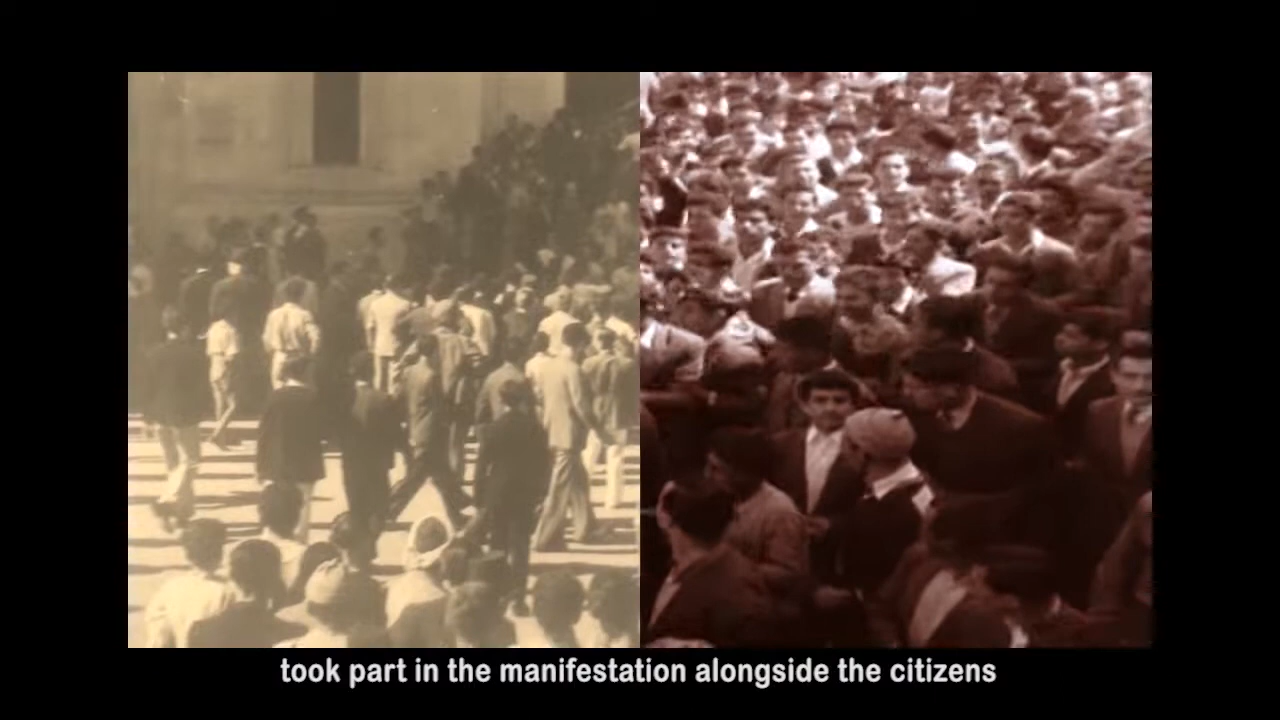 took part in the manifestation alongside the citizens